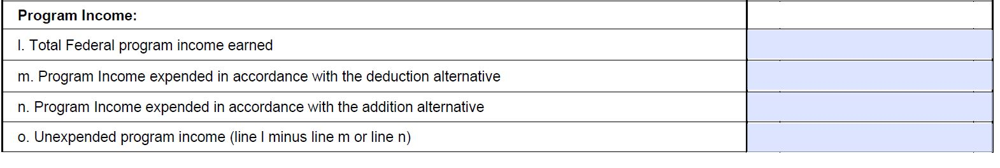 Program Income:
l. Total Federal program income earned
m. Program Income expended in accordance with the deduction alternative
n. Program Income expended in accordance with the addition alternative
o. Unexpended program income (line l minus line m or line n)